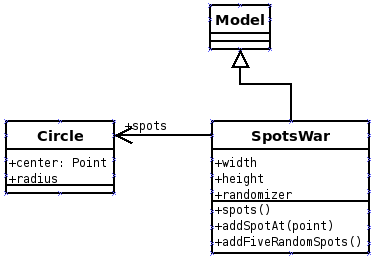 Model
+spots
Circle
+center: Point
+radius
SpotsWar
+width
+height
+randomizer
+spots()
+addSpotAt(point)
+addFiveRandomSpots()